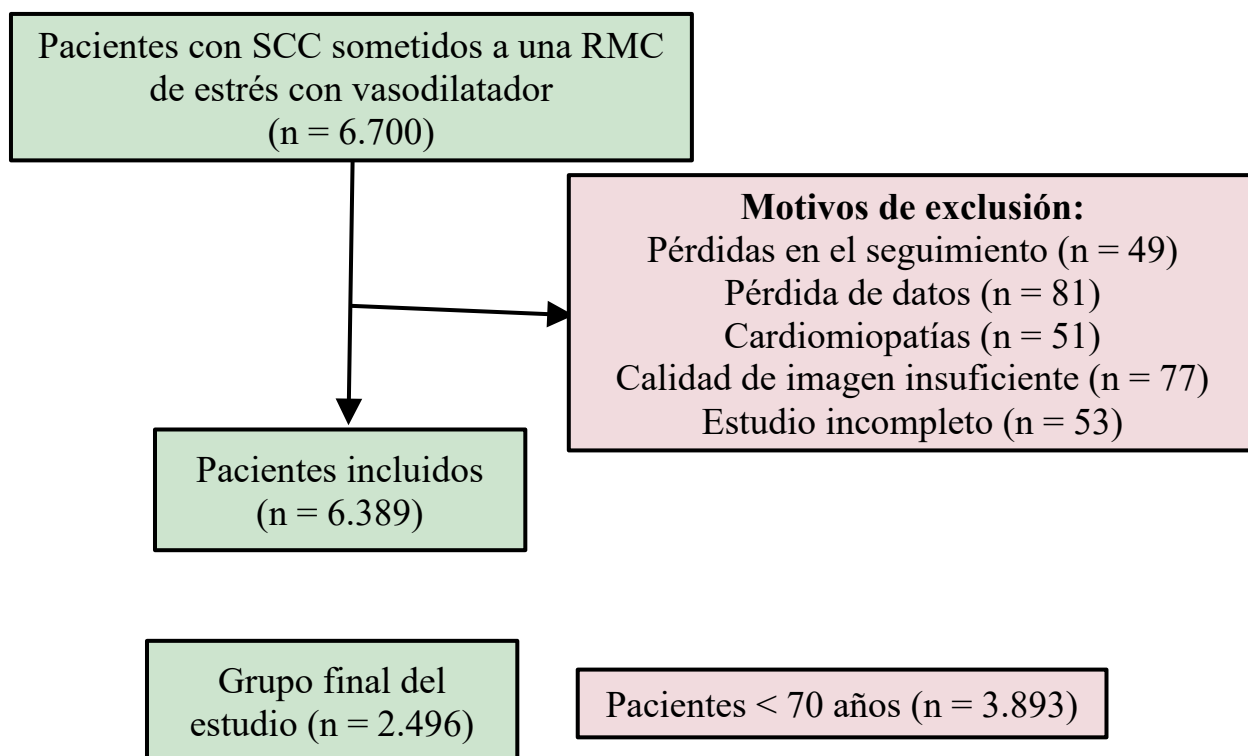 Pacientes con SCC sometidos a una RMC
de estrés con vasodilatador
(n = 6.700)
Motivos de exclusión:
Pérdidas en el seguimiento (n = 49)
Pérdida de datos (n = 81)
Cardiomiopatías (n = 51)
Calidad de imagen insuficiente (n = 77)
Estudio incompleto (n = 53)
Pacientes incluidos
(n = 6.389)
Grupo final del
estudio (n = 2.496)
Pacientes < 70 años (n = 3.893)